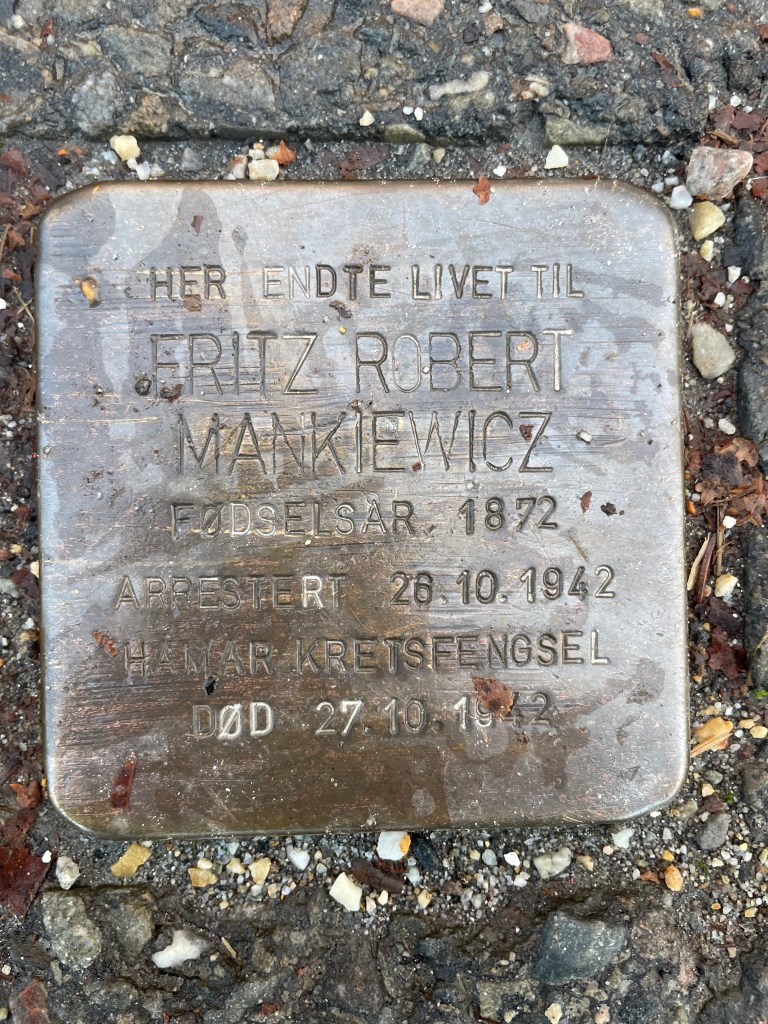 HER ENDTE LIVET TIL
FRITZ ROBERT
MANKIEWICZ
FØDSELSÅR 1872
ARRESTERT 26.10.1942
HAMAR KRETSFENGSEL
DØD 27.10.1942